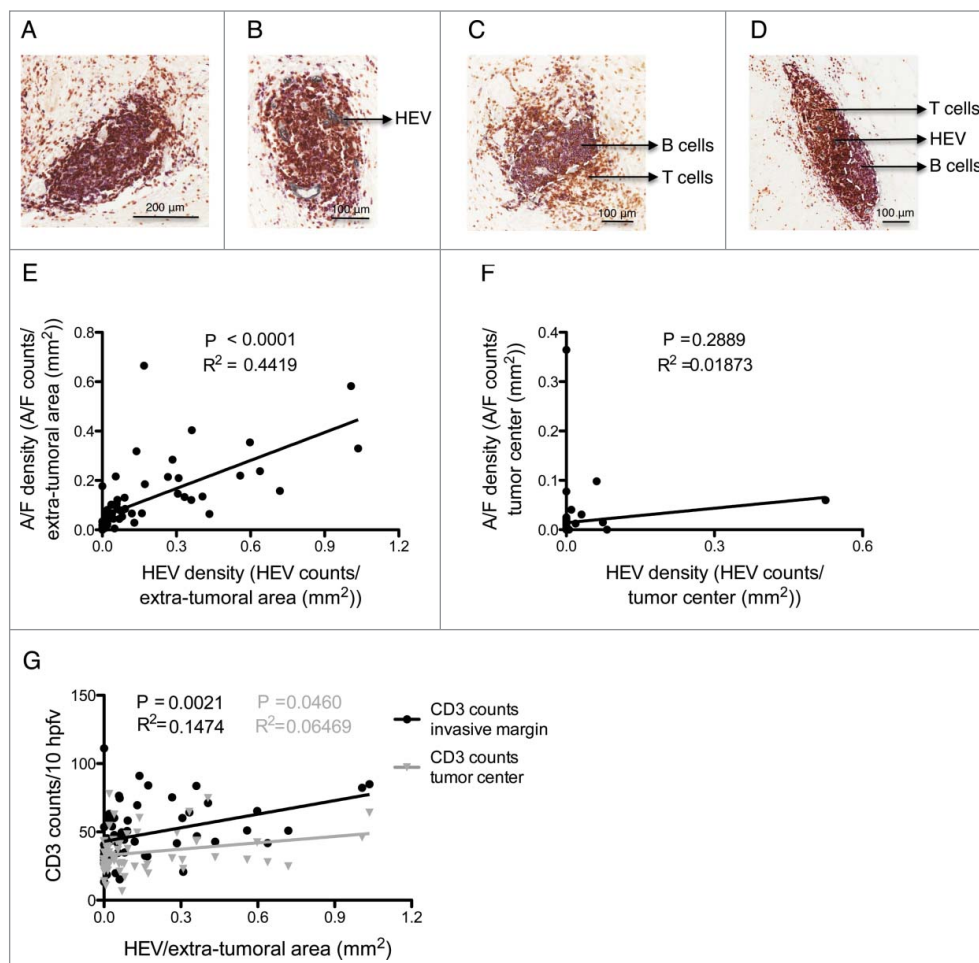 A
200 µm
B
HEV
100 µm
C
B cells
T cells
100 µm
D
T cells
HEV
B cells
100 µm
E
A/F density (A/F counts/
extra-tumoral area (mm²))
0.8
0.6
0.4
0.2
0.0
P < 0.0001
R² = 0.4419
0.0 0.3 0.6 0.9 1.2
HEV density (HEV counts/
extra-tumoral area (mm²))
F
A/F density (A/F counts/
tumor center (mm²))
0.4
0.3
0.2
0.1
0.0
P =0.2889
R² =0.01873
0.0 0.3 0.6
HEV density (HEV counts/
tumor center (mm²))
G
CD3 counts/10 hpfv
150
100
50
0
P =0.0021 P =0.0460
R²=0.1474 R²=0.06469
CD3 counts
invasive margin
CD3 counts
tumor center
0.0 0.3 0.6 0.9 1.2
HEV/extra-tumoral area (mm²)